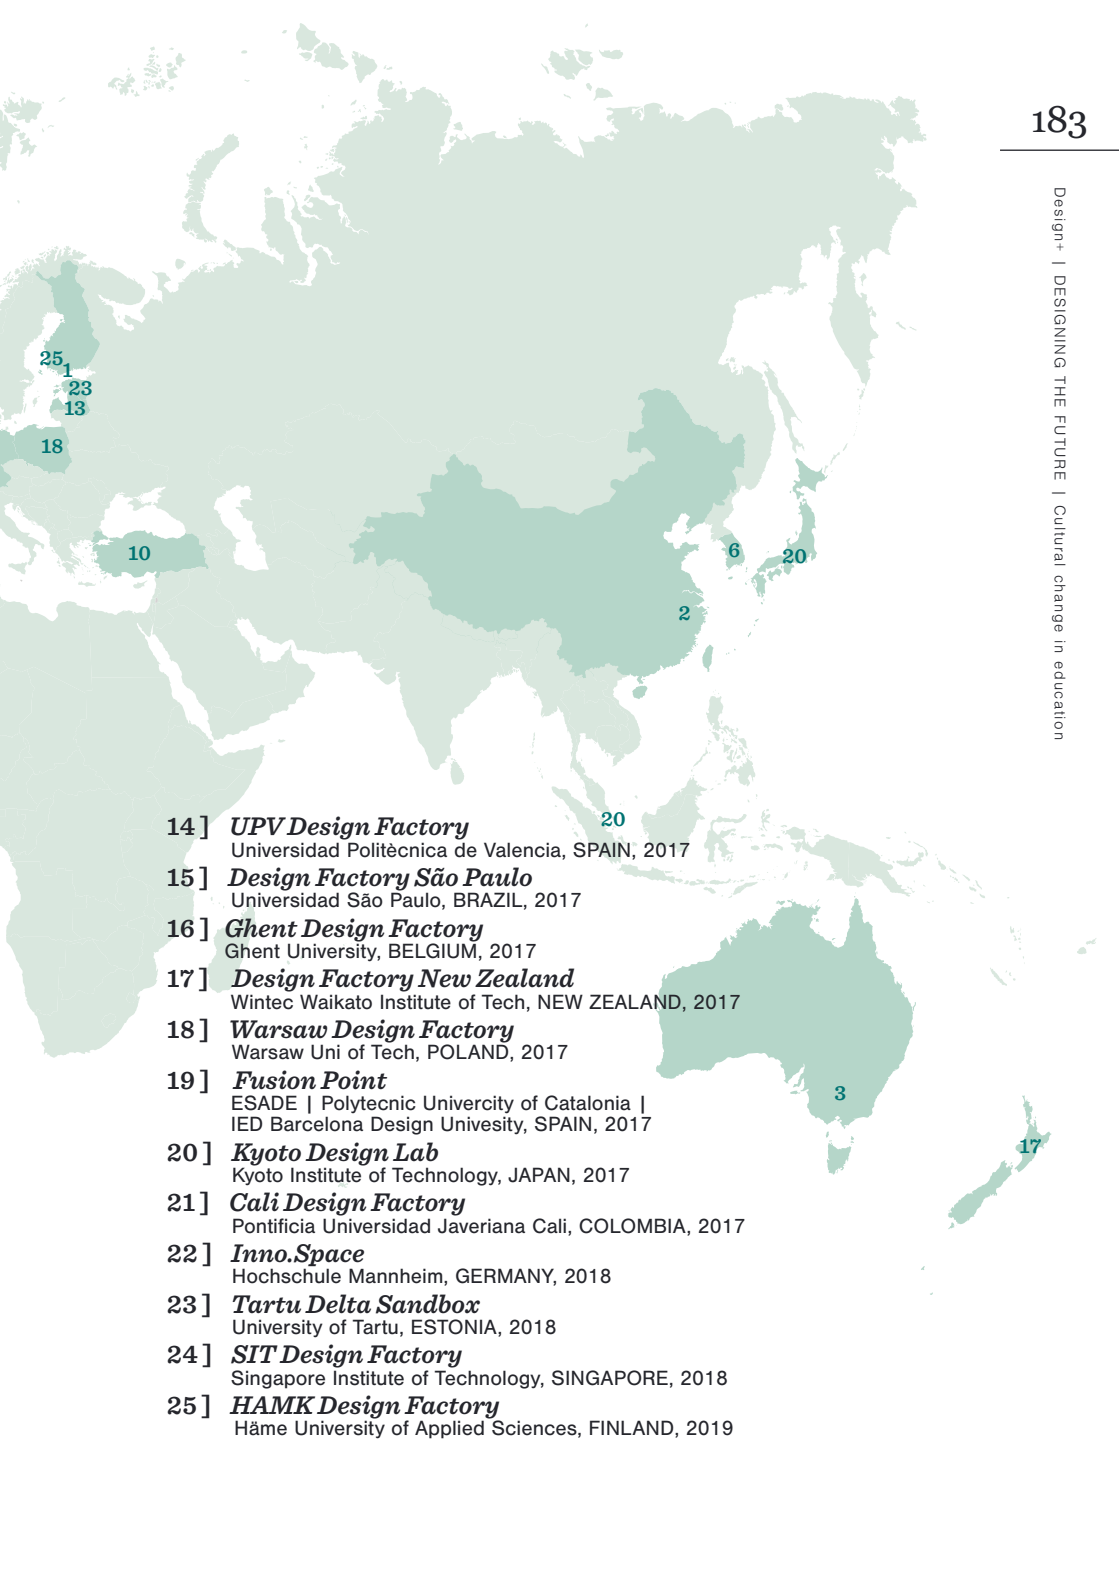 183
Design+ | DESIGNING THE FUTURE | Cultural change in education
25
1
23
13
18
10
6
20
2
20
14] UPV Design Factory
Universidad Politècnica de Valencia, SPAIN, 2017
15] Design Factory São Paulo
Universidad São Paulo, BRAZIL, 2017
16] Ghent Design Factory
Ghent University, BELGIUM, 2017
17] Design Factory New Zealand
Wintec Waikato Institute of Tech, NEW ZEALAND, 2017
18] Warsaw Design Factory
Warsaw Uni of Tech, POLAND, 2017
19] Fusion Point
ESADE | Polytecnic Univercity of Catalonia |
IED Barcelona Design Univesity, SPAIN, 2017
20] Kyoto Design Lab
Kyoto Institute of Technology, JAPAN, 2017
21] Cali Design Factory
Pontificia Universidad Javeriana Cali, COLOMBIA, 2017
22] Inno.Space
Hochschule Mannheim, GERMANY, 2018
23] Tartu Delta Sandbox
University of Tartu, ESTONIA, 2018
24] SIT Design Factory
Singapore Institute of Technology, SINGAPORE, 2018
25] HAMK Design Factory
Häme University of Applied Sciences, FINLAND, 2019
3
17